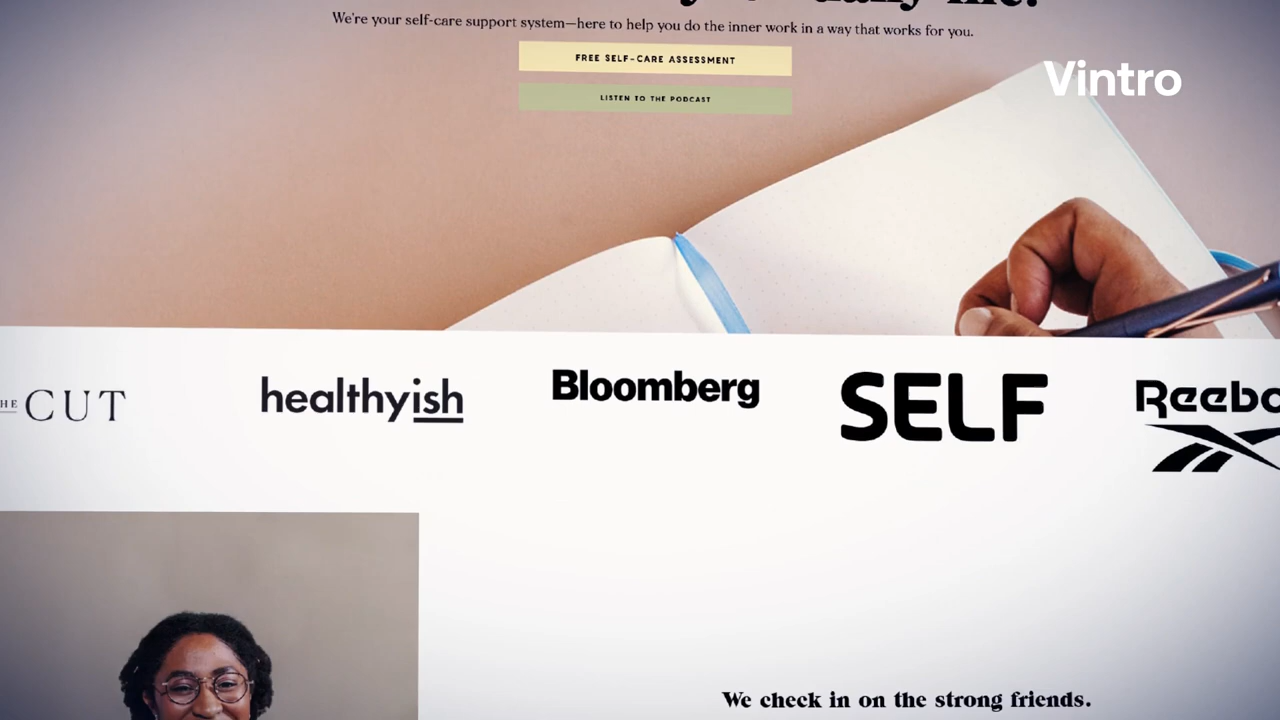 We're your self-care support system—here to help you do the inner work in a way that works for you.
FREE SELF-CARE ASSESSMENT
Vintro
LISTEN TO THE PODCAST
CUT
healthyish
Bloomberg
SELF
We check in on the strong friends.